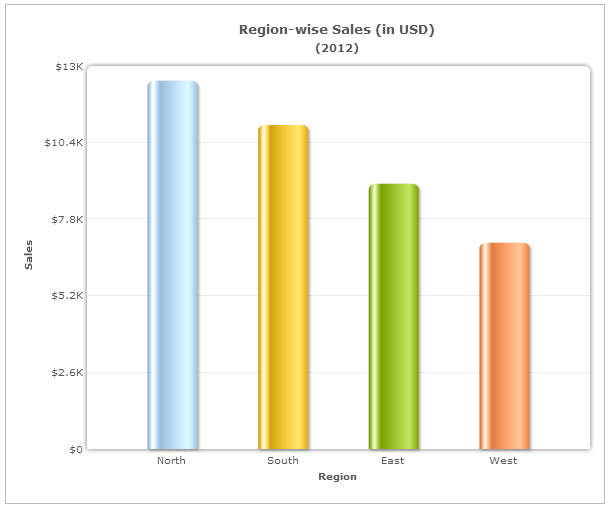 Region-wise Sales (in USD)
(2012)
$13K
$10.4K
$7.8K
$5.2K
$2.6K
$0
Sales
North South East West
Region